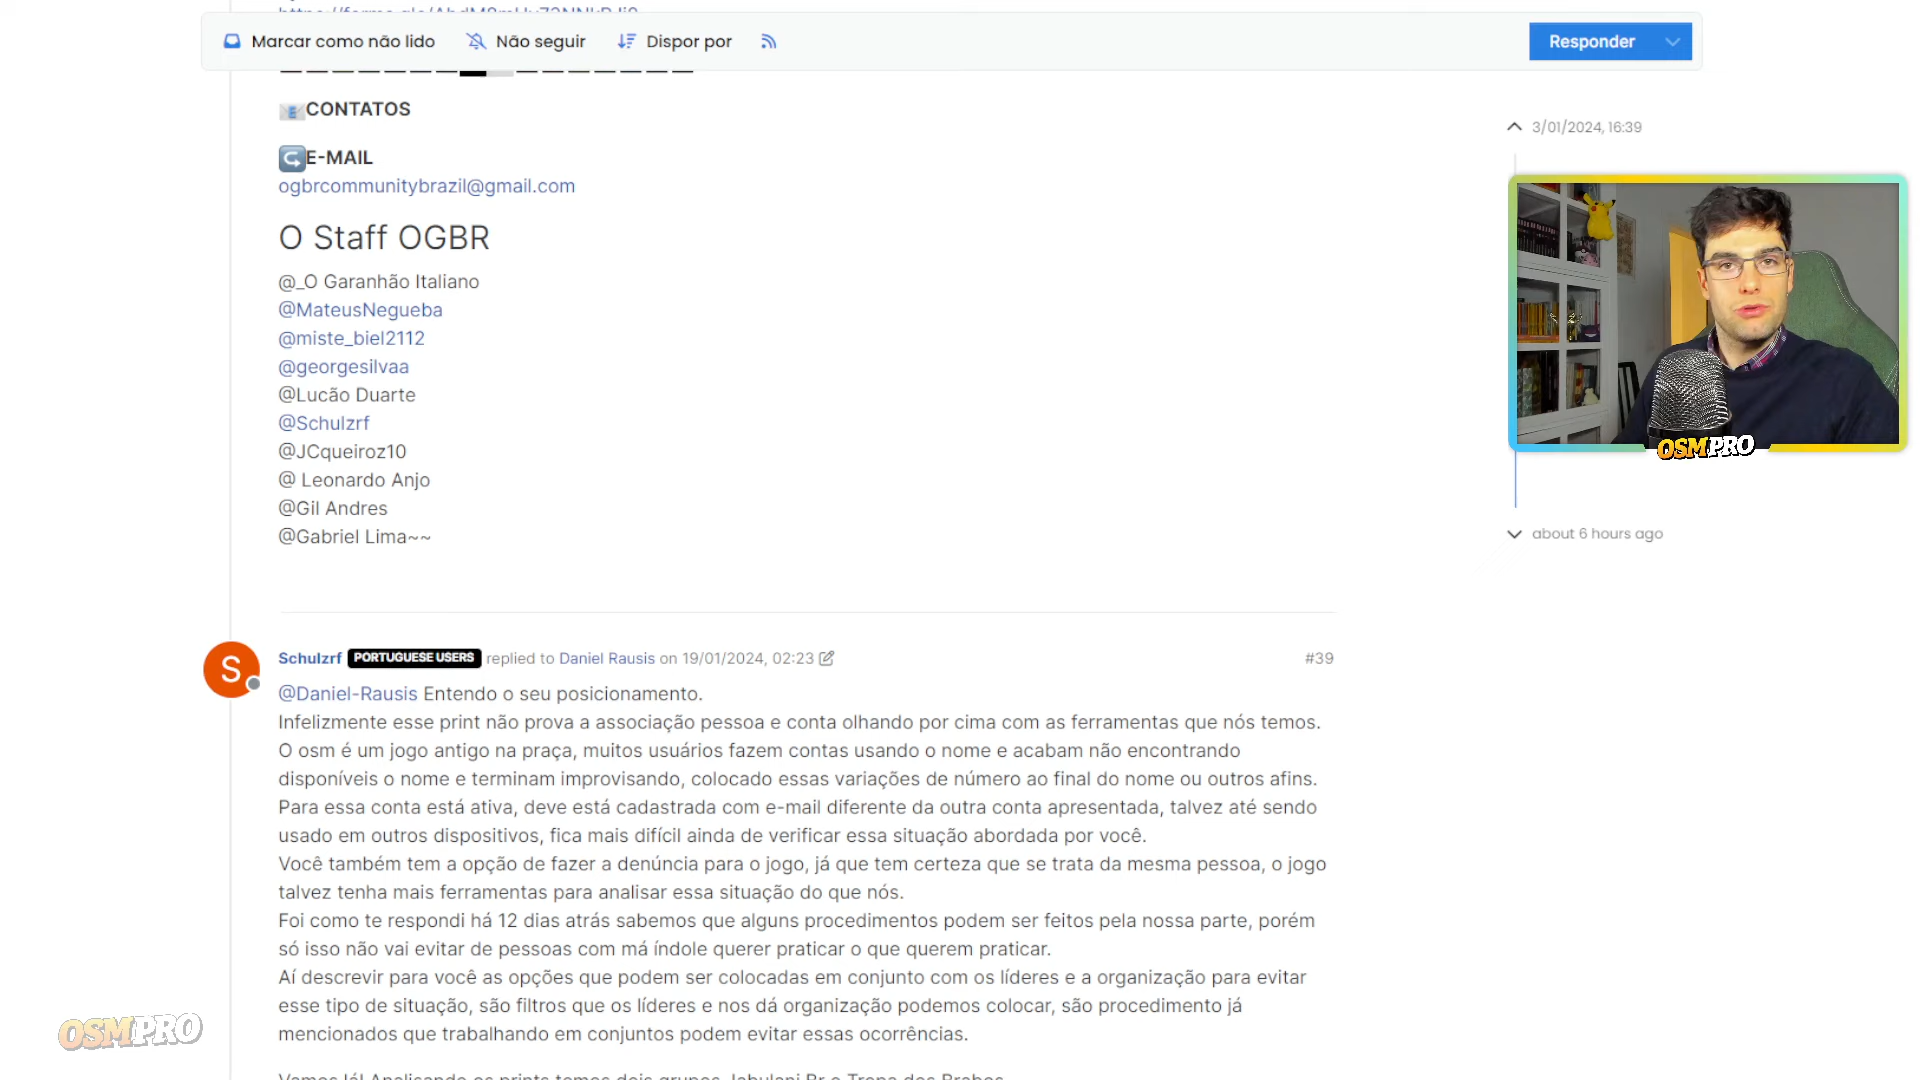 Marcar como não lido
Não seguir
Dispor por
Responder
CONTATOS
E-MAIL
ogbrcommunitybrazil@gmail.com
O Staff OGBR
@_O Garanhão Italiano
@MateusNegueba
@miste_biel2112
@georgesilvaa
@Lucão Duarte
@Schulzrf
@JCqueiroz10
@ Leonardo Anjo
@Gil Andres
@Gabriel Lima~~
3/01/2024, 16:39
OSMPRO
about 6 hours ago
S
Schulzrf PORTUGUESE USERS replied to Daniel Rausis on 19/01/2024, 02:23
#39
@Daniel-Rausis Entendo o seu posicionamento.
Infelizmente esse print não prova a associação pessoa e conta olhando por cima com as ferramentas que nós temos.
O osm é um jogo antigo na praça, muitos usuários fazem contas usando o nome e acabam não encontrando
disponíveis o nome e terminam improvisando, colocado essas variações de número ao final do nome ou outros afins.
Para essa conta está ativa, deve está cadastrada com e-mail diferente da outra conta apresentada, talvez até sendo
usado em outros dispositivos, fica mais difícil ainda de verificar essa situação abordada por você.
Você também tem a opção de fazer a denúncia para o jogo, já que tem certeza que se trata da mesma pessoa, o jogo
talvez tenha mais ferramentas para analisar essa situação do que nós.
Foi como te respondi há 12 dias atrás sabemos que alguns procedimentos podem ser feitos pela nossa parte, porém
só isso não vai evitar de pessoas com má índole querer praticar o que querem praticar.
Aí descrevir para você as opções que podem ser colocadas em conjunto com os líderes e a organização para evitar
esse tipo de situação, são filtros que os líderes e nos dá organização podemos colocar, são procedimento já
mencionados que trabalhando em conjuntos podem evitar essas ocorrências.
Vamos lá! Analisando os prints temos dois grupos
OSMPRO